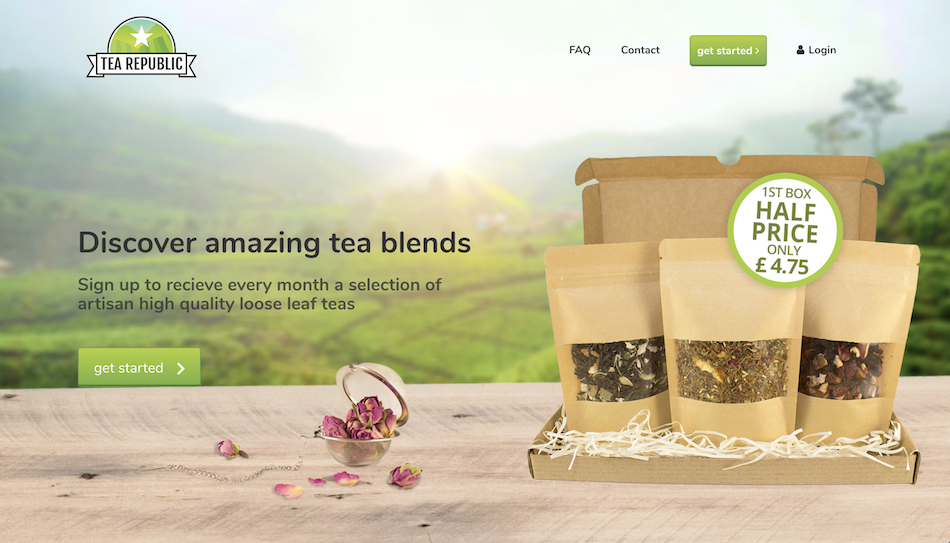 TEA REPUBLIC
FAQ
Contact
get started
Login
Discover amazing tea blends
Sign up to recieve every month a selection of
artisan high quality loose leaf teas
get started
1ST BOX
HALF
PRICE
ONLY
£ 4.75